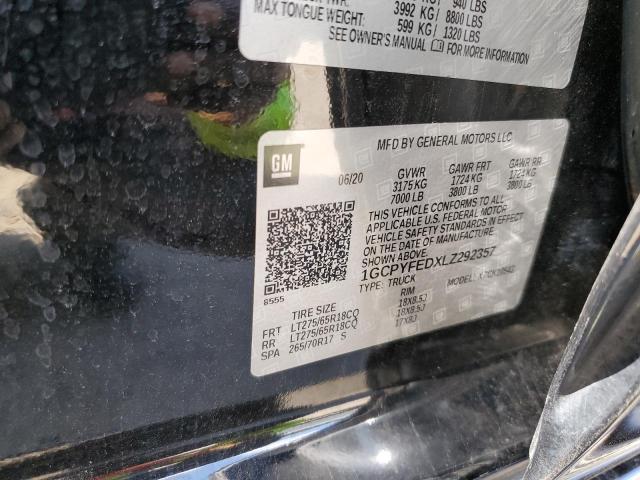 940 LBS
3992 KG / 8800 LBS
MAX TONGUE WEIGHT: 599 KG / 1320 LBS
SEE OWNER'S MANUAL FOR MORE INFORMATION
MFD BY GENERAL MOTORS LLC
GM
06/20
GVWR GAWR FRT GAWR RR
3175 KG 1724 KG 1724 KG
7000 LB 3800 LB 3800 LB
THIS VEHICLE CONFORMS TO ALL
APPLICABLE U.S. FEDERAL MOTOR
VEHICLE SAFETY STANDARDS IN EFFECT
ON THE DATE OF MANUFACTURE
SHOWN ABOVE.
1GCPYFEDXLZ292357
TYPE: TRUCK MODEL:
8555
TIRE SIZE RIM
FRT LT275/65R18CQ 18X8.5J
RR LT275/65R18CQ 18X8.5J
SPA 265/70R17 S 17X8J